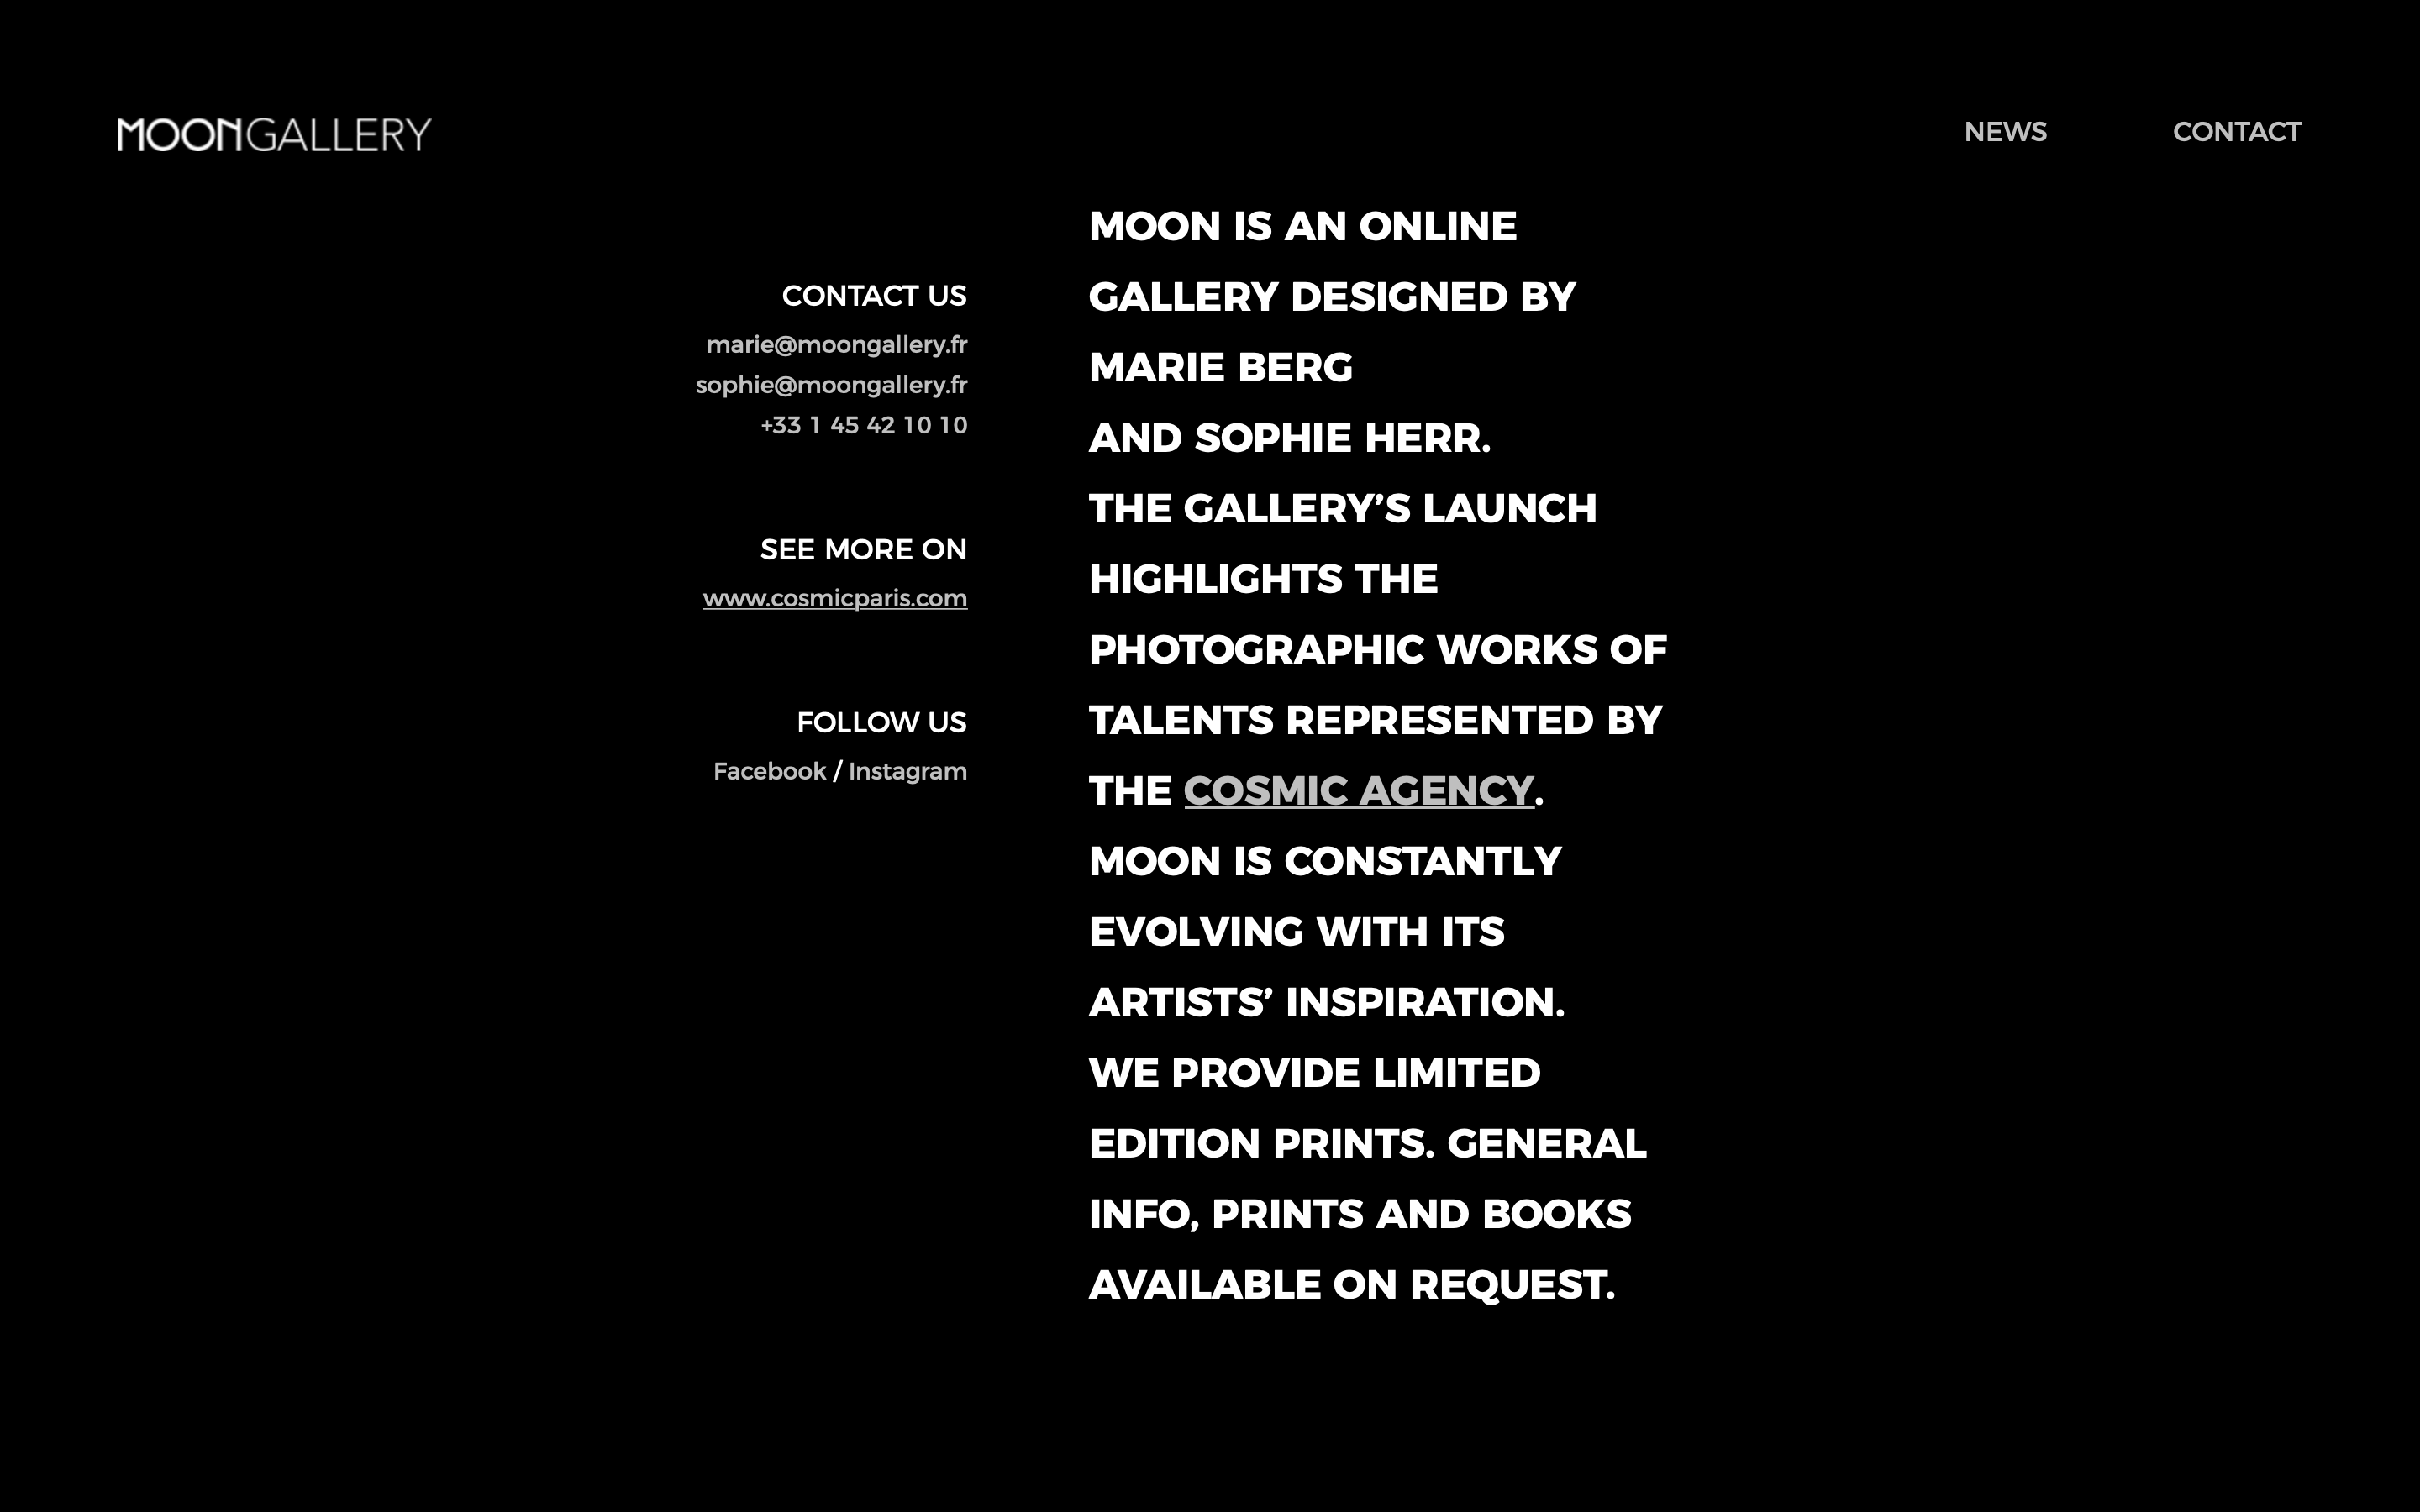 MOONGALLERY
NEWS
CONTACT
CONTACT US
marie@moongallery.fr
sophie@moongallery.fr
+33 1 45 42 10 10
SEE MORE ON
www.cosmicparis.com
FOLLOW US
Facebook / Instagram
MOON IS AN ONLINE
GALLERY DESIGNED BY
MARIE BERG
AND SOPHIE HERR.
THE GALLERY’S LAUNCH
HIGHLIGHTS THE
PHOTOGRAPHIC WORKS OF
TALENTS REPRESENTED BY
THE COSMIC AGENCY.
MOON IS CONSTANTLY
EVOLVING WITH ITS
ARTISTS’ INSPIRATION.
WE PROVIDE LIMITED
EDITION PRINTS. GENERAL
INFO, PRINTS AND BOOKS
AVAILABLE ON REQUEST.